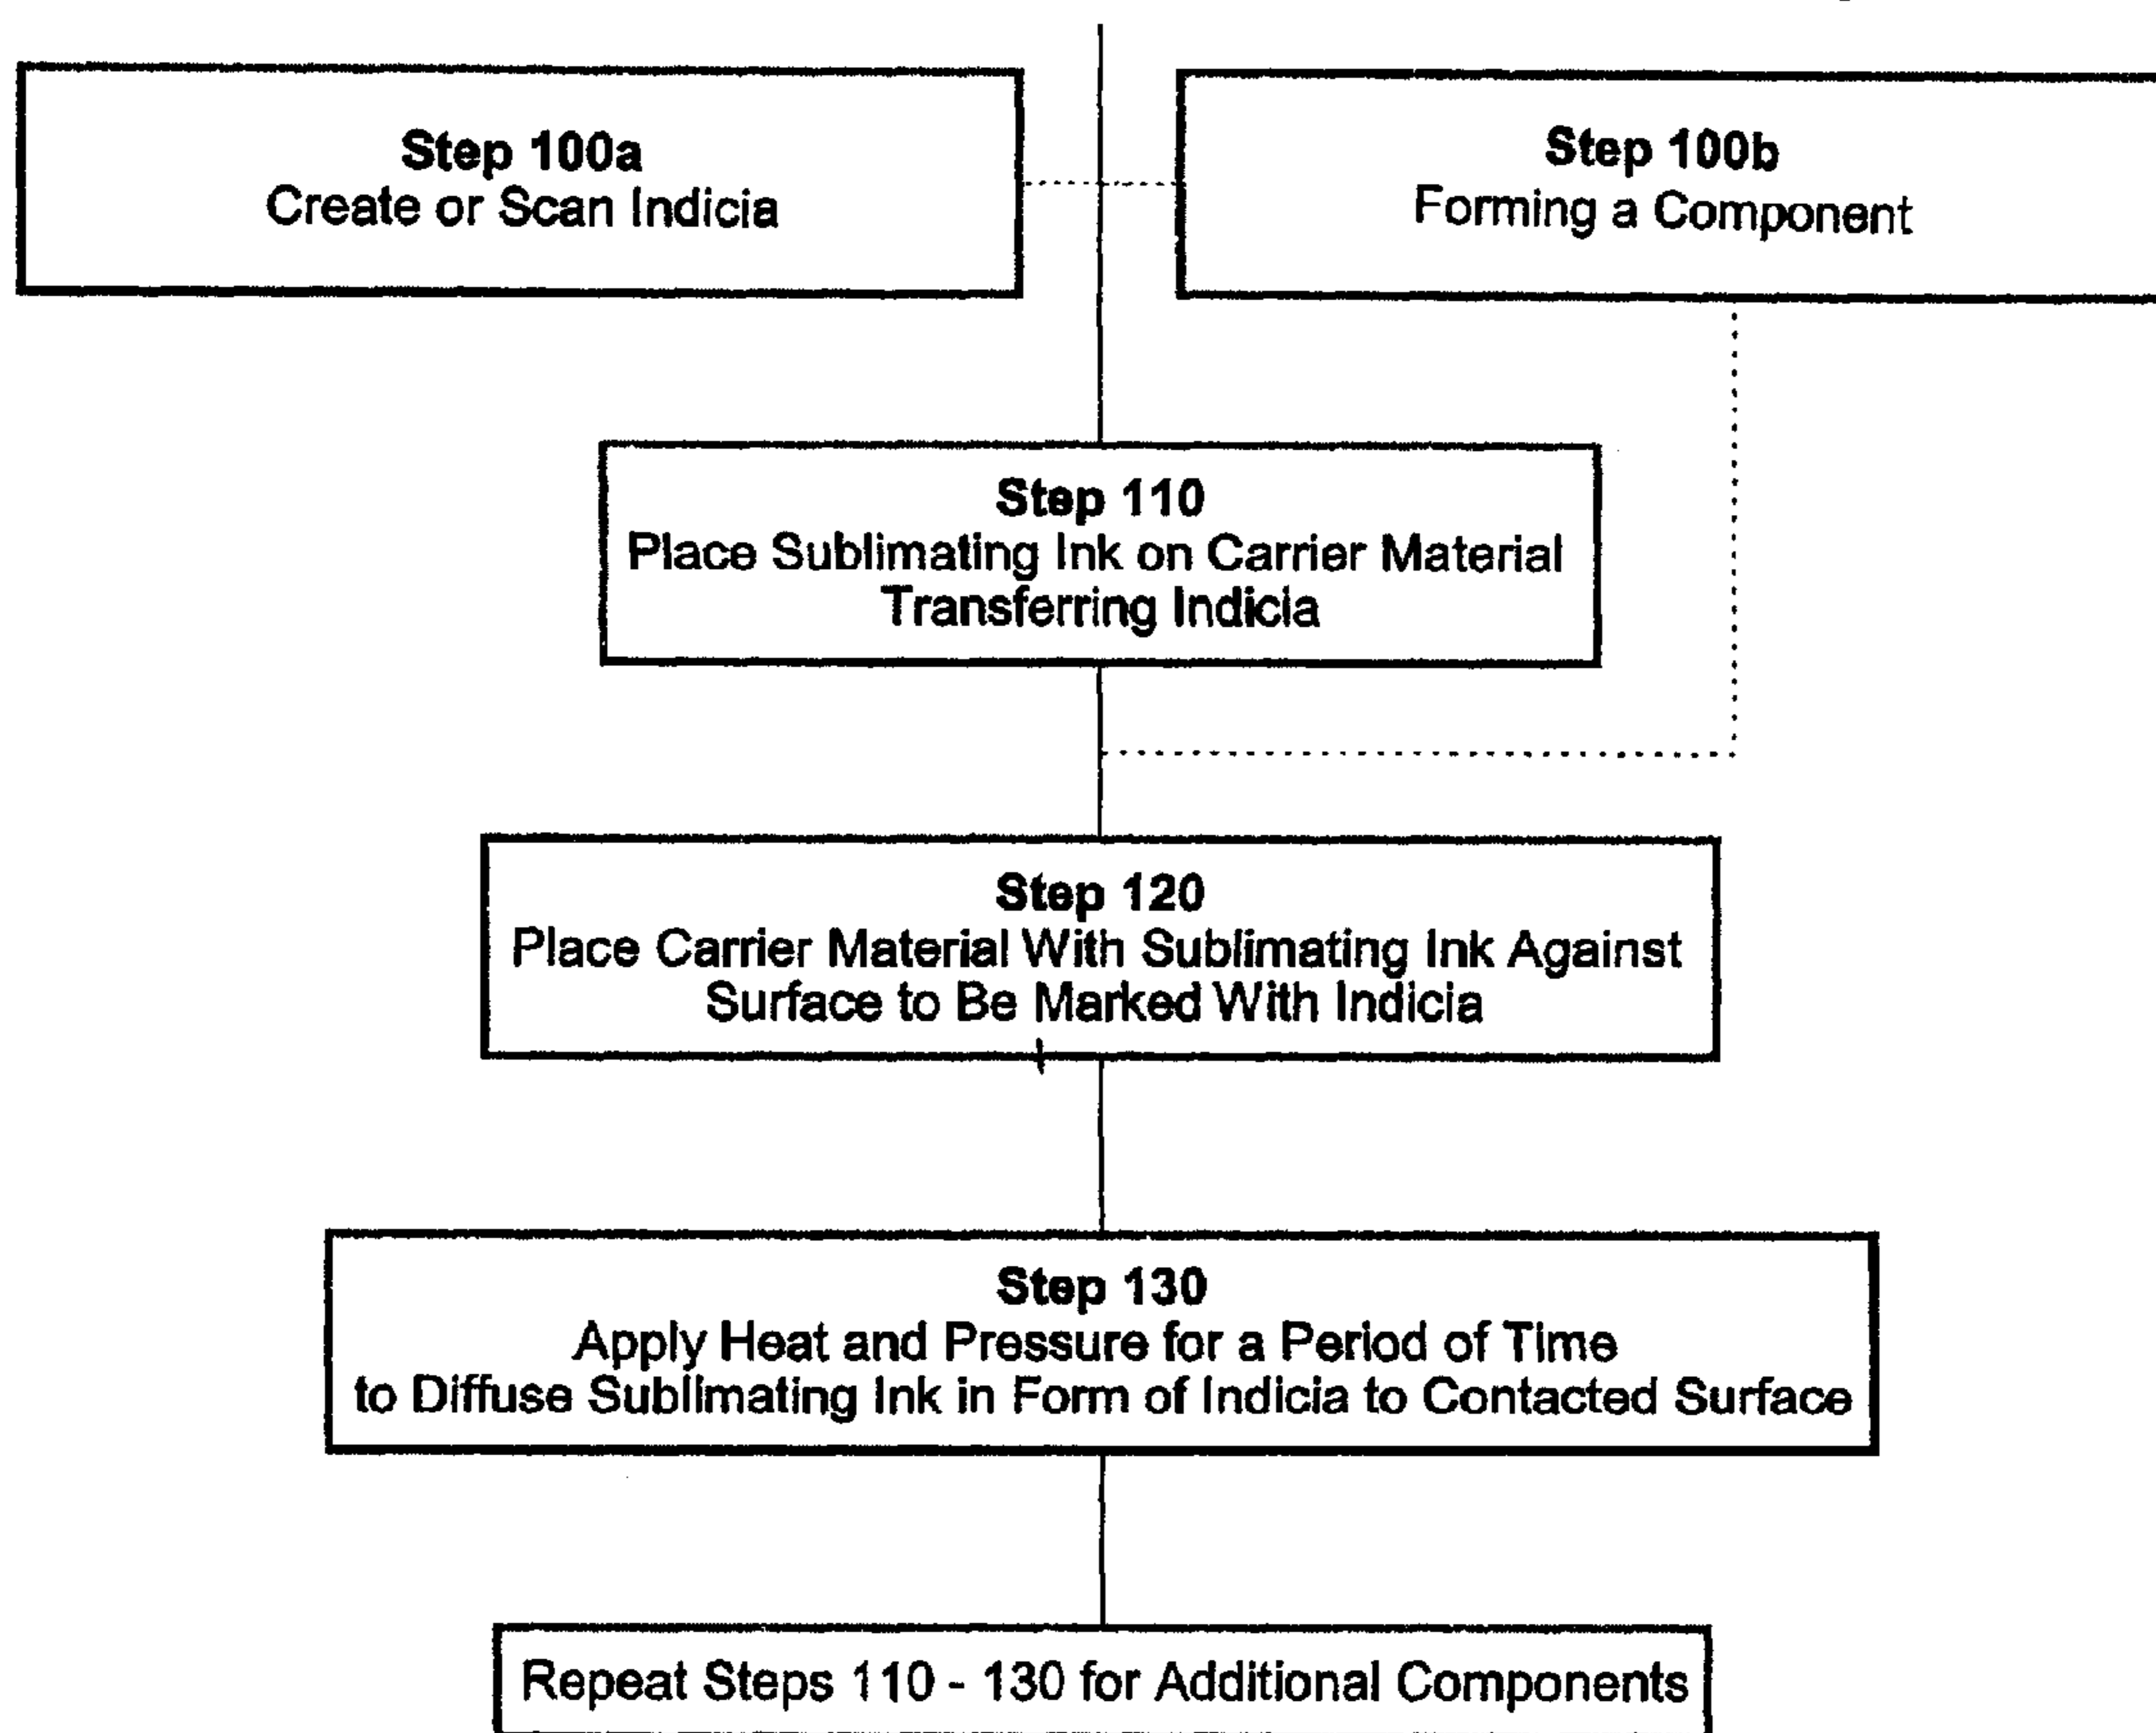 Step 100a
Create or Scan Indicia
Step 100b
Forming a Component
Step 110
Place Sublimating Ink on Carrier Material
Transferring Indicia
Step 120
Place Carrier Material With Sublimating Ink Against
Surface to Be Marked With Indicia
Step 130
Apply Heat and Pressure for a Period of Time
to Diffuse Sublimating Ink in Form of Indicia to Contacted Surface
Repeat Steps 110 - 130 for Additional Components